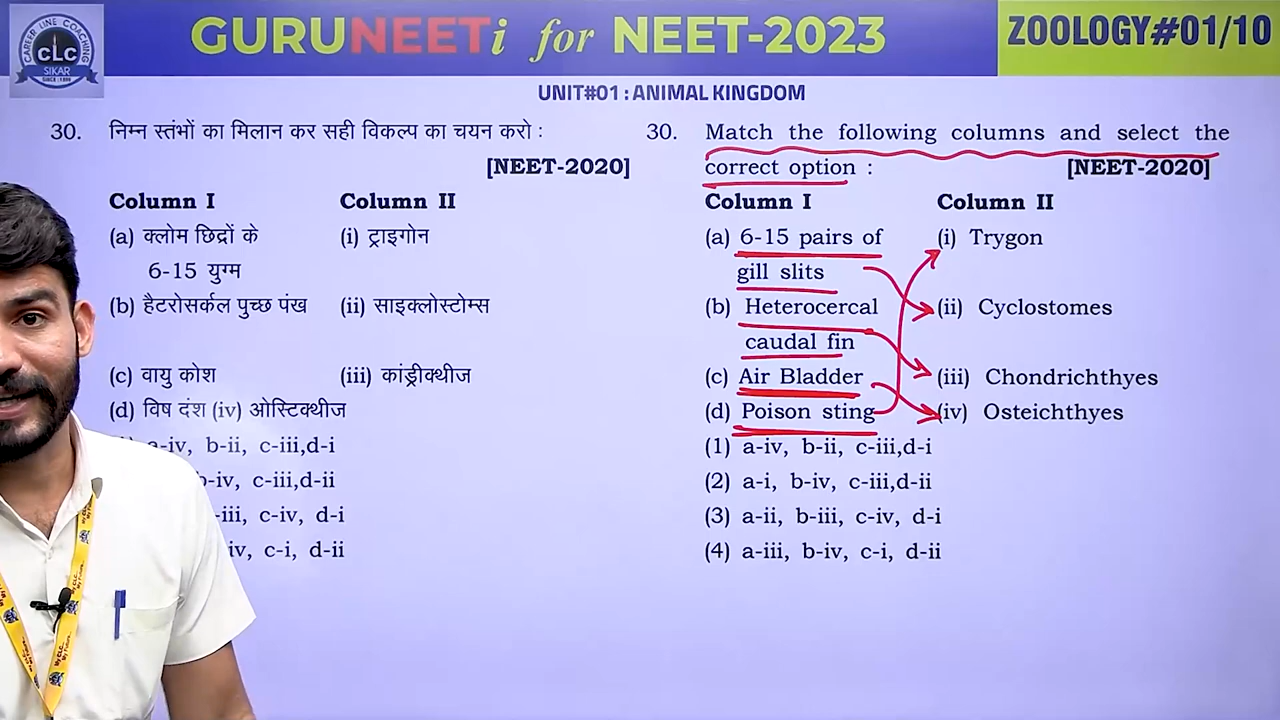 GURUNEETi for NEET-2023
ZOOLOGY#01/10
CAREER LINE COACHING
CLC
SIKAR
SINCE : 1996
UNIT#01 : ANIMAL KINGDOM
30. निम्न स्तंभों का मिलान कर सही विकल्प का चयन करो :
[NEET-2020]
Column I Column II
(a) क्लोम छिद्रों के (i) ट्राइगोन
6-15 युग्म
(b) हैटरोसर्कल पुच्छ पंख (ii) साइक्लोस्टोम्स
(c) वायु कोश (iii) कांड्रीक्थीज
(d) विष दंश (iv) ओस्टिक्थीज
a-iv, b-ii, c-iii,d-i
b-iv, c-iii,d-ii
-iii, c-iv, d-i
iv, c-i, d-ii
30. Match the following columns and select the
correct option : [NEET-2020]
Column I Column II
(a) 6-15 pairs of (i) Trygon
gill slits
(b) Heterocercal (ii) Cyclostomes
caudal fin
(c) Air Bladder (iii) Chondrichthyes
(d) Poison sting (iv) Osteichthyes
(1) a-iv, b-ii, c-iii,d-i
(2) a-i, b-iv, c-iii,d-ii
(3) a-ii, b-iii, c-iv, d-i
(4) a-iii, b-iv, c-i, d-ii